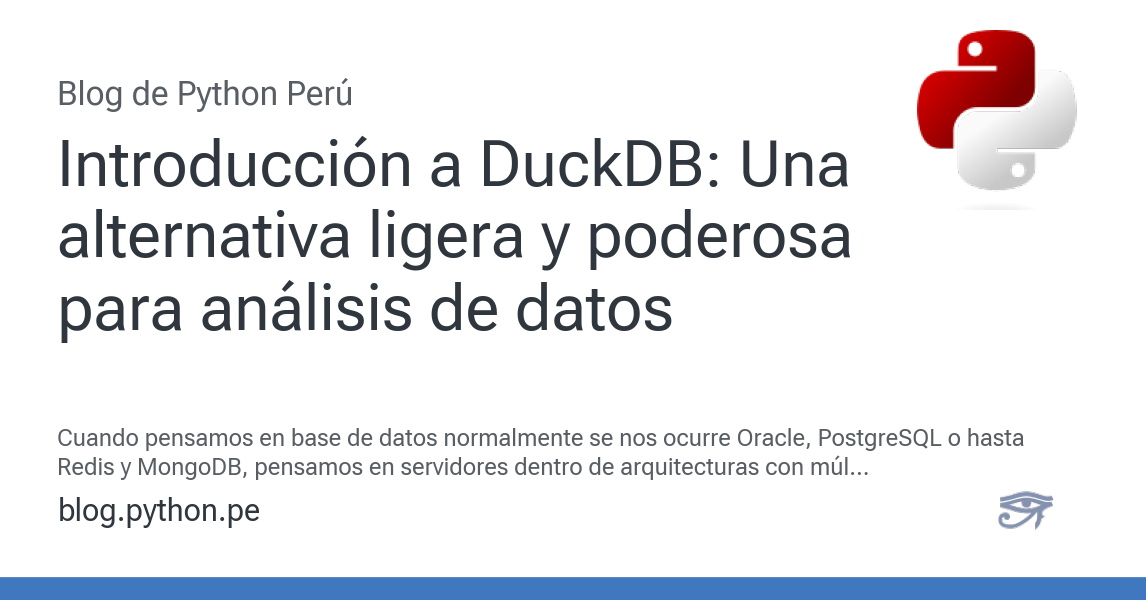 Blog de Python Perú
Introducción a DuckDB: Una
alternativa ligera y poderosa
para análisis de datos
Cuando pensamos en base de datos normalmente se nos ocurre Oracle, PostgreSQL o hasta
Redis y MongoDB, pensamos en servidores dentro de arquitecturas con múl...
blog.python.pe